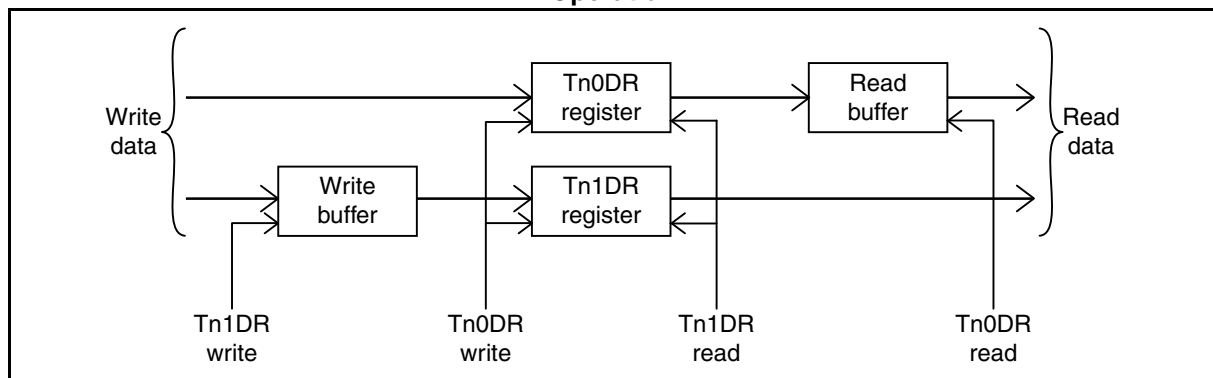 Tn0DR
register
Read
buffer
Write
data
Read
data
Write
buffer
Tn1DR
register
Tn1DR
write
Tn0DR
write
Tn1DR
read
Tn0DR
read